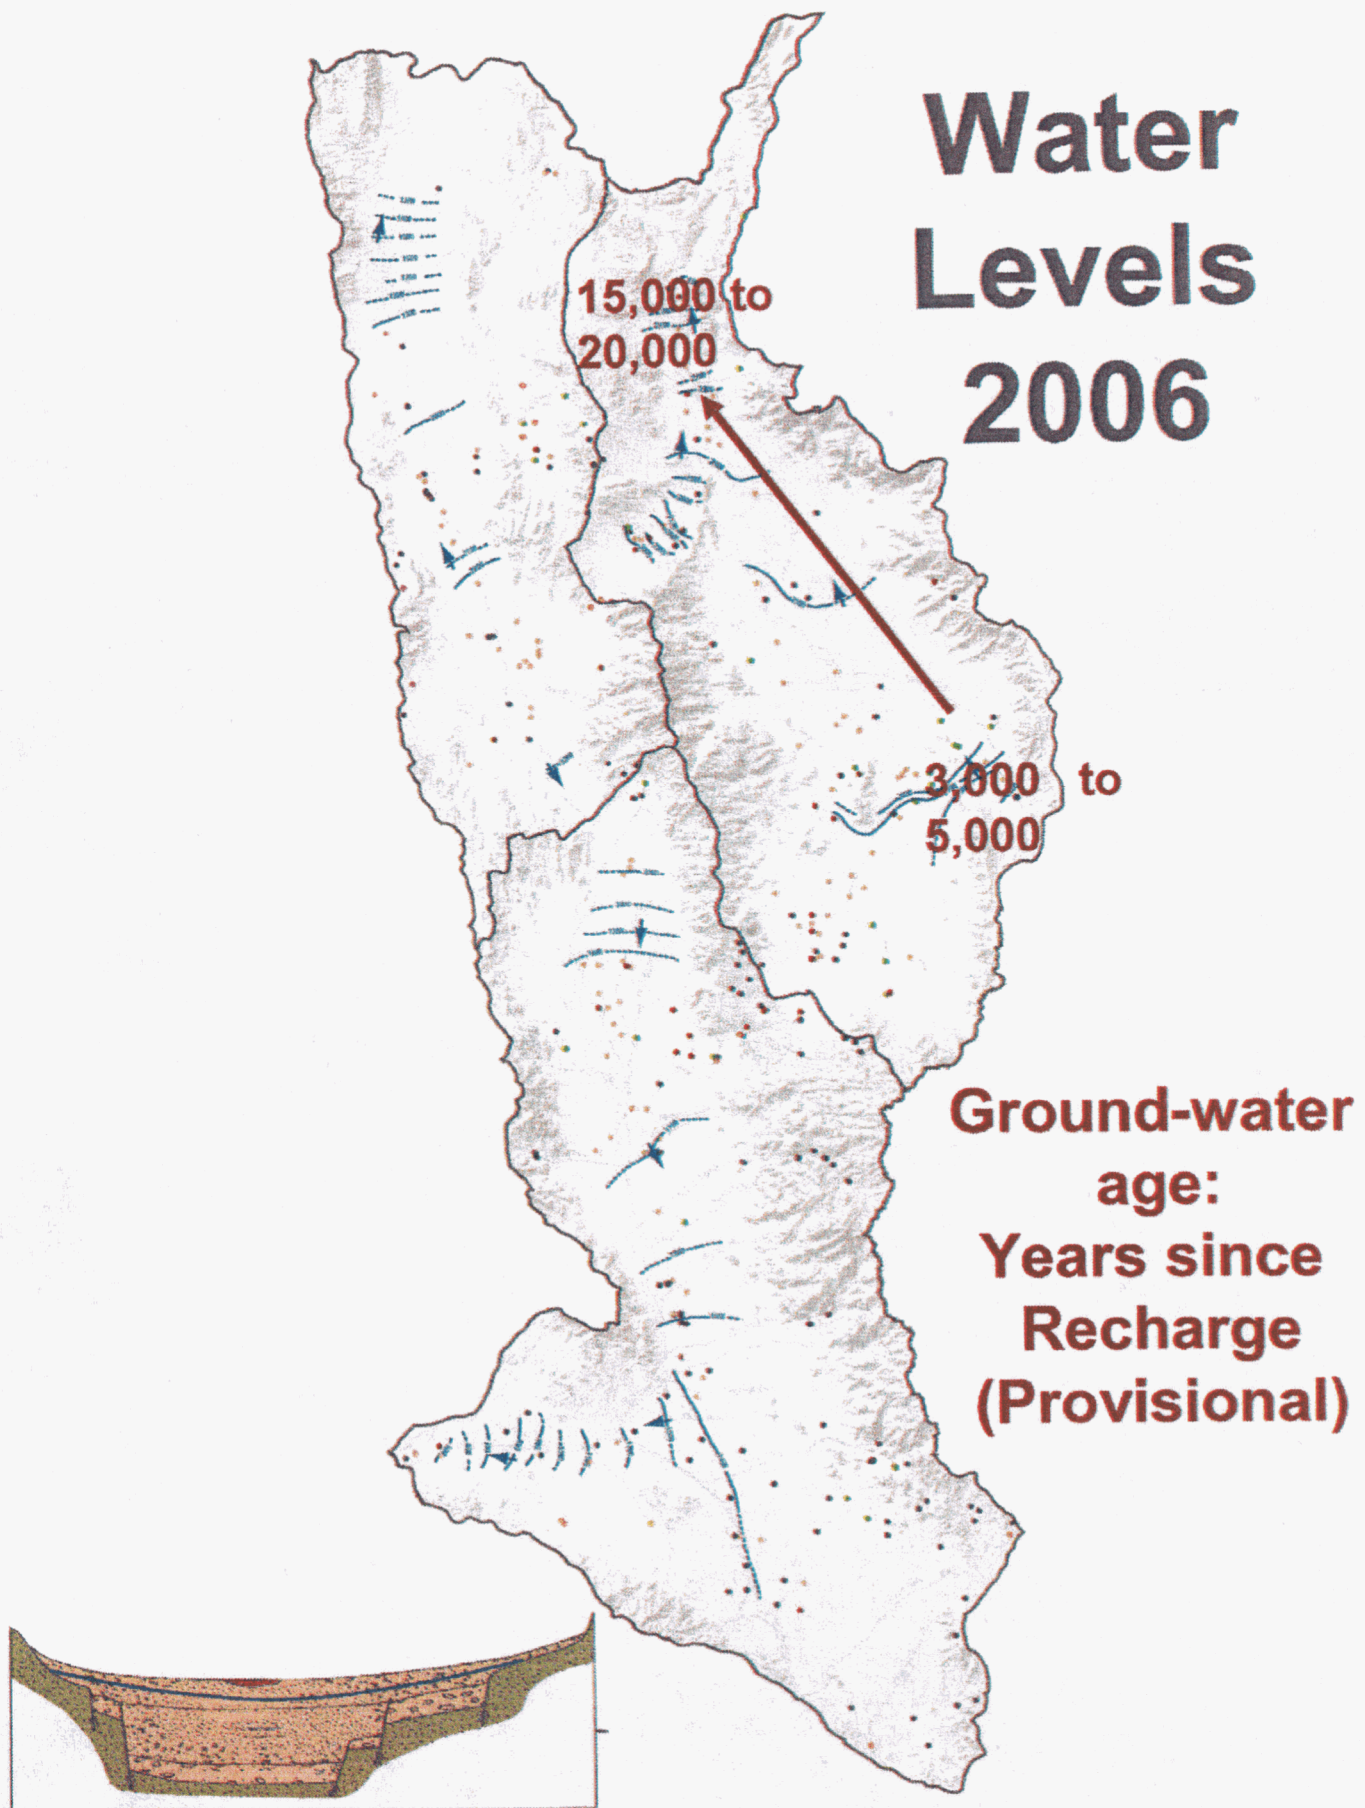 Water
Levels
2006
15,000 to
20,000
3,000 to
5,000
Ground-water
age:
Years since
Recharge
(Provisional)